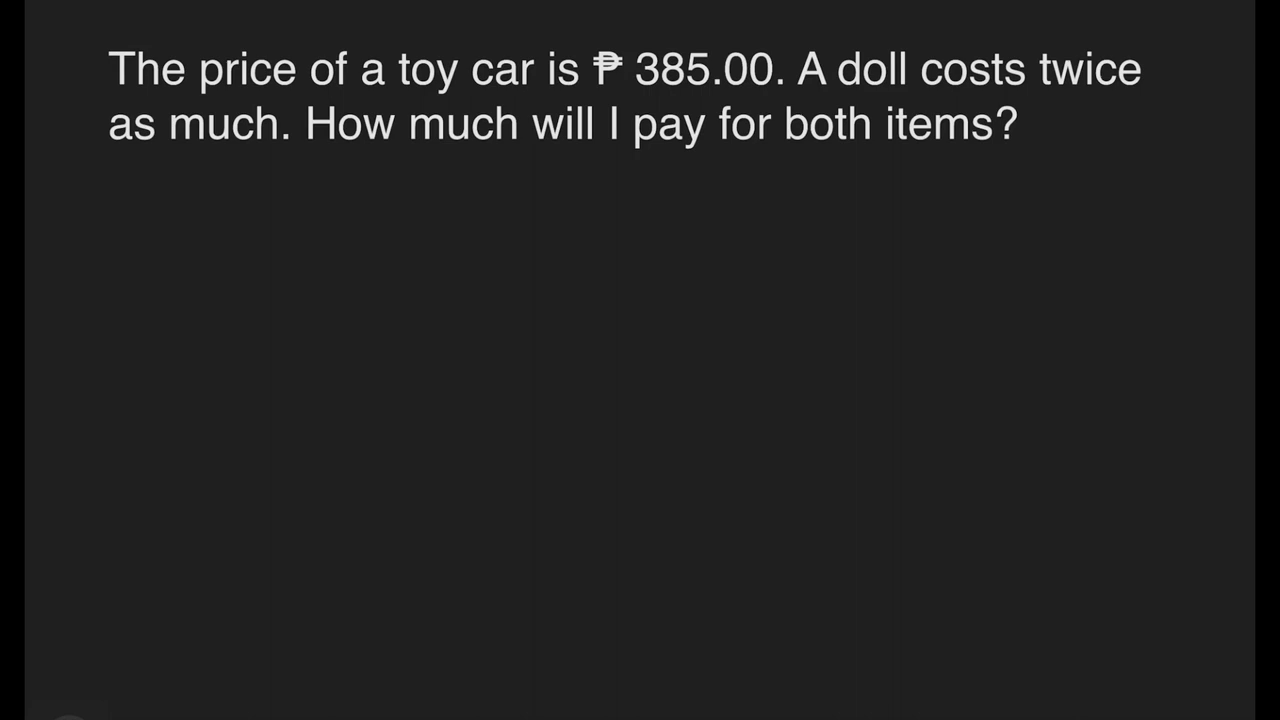 The price of a toy car is ₱ 385.00. A doll costs twice
as much. How much will I pay for both items?